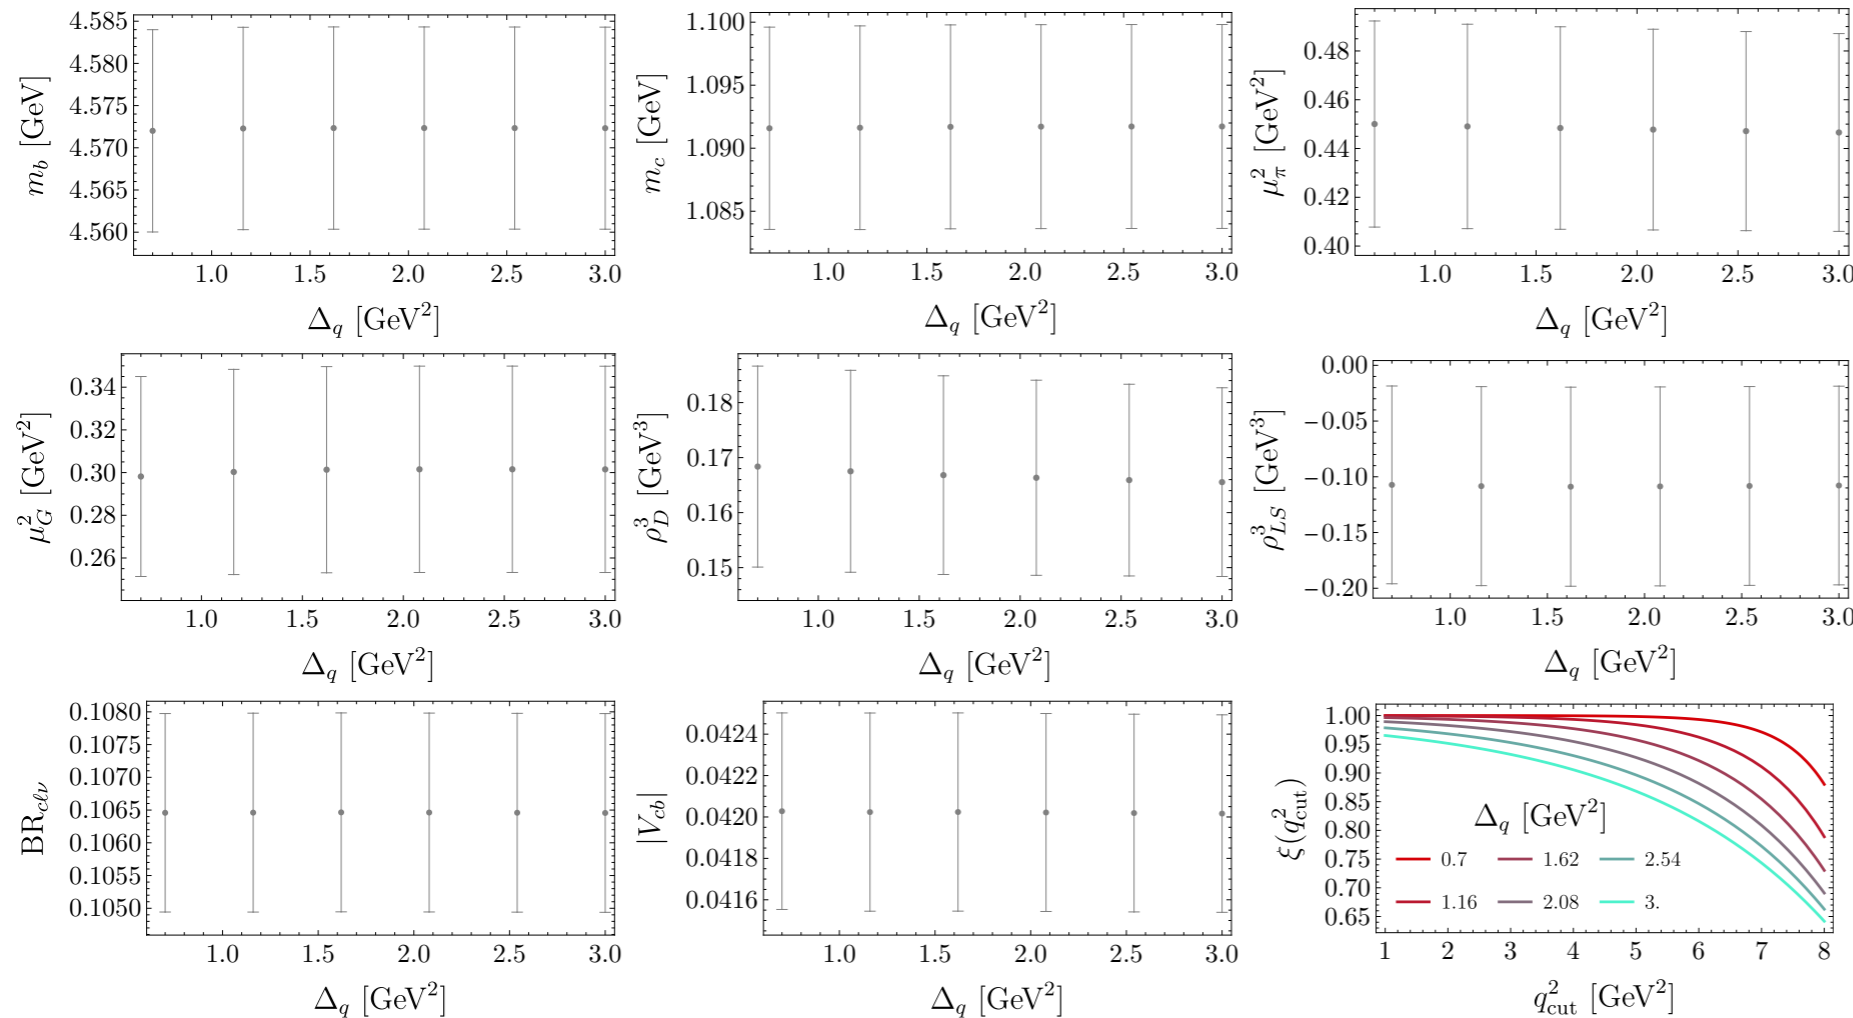 4.585
4.580
4.575
4.570
4.565
4.560
m_b [GeV]
1.0 1.5 2.0 2.5 3.0
Δ_q [GeV²]
1.100
1.095
1.090
1.085
m_c [GeV]
1.0 1.5 2.0 2.5 3.0
Δ_q [GeV²]
0.48
0.46
0.44
0.42
0.40
μ_π² [GeV²]
1.0 1.5 2.0 2.5 3.0
Δ_q [GeV²]
0.34
0.32
0.30
0.28
0.26
μ_G² [GeV²]
1.0 1.5 2.0 2.5 3.0
Δ_q [GeV²]
0.18
0.17
0.16
0.15
ρ_D³ [GeV³]
1.0 1.5 2.0 2.5 3.0
Δ_q [GeV²]
0.00
−0.05
−0.10
−0.15
−0.20
ρ_LS³ [GeV³]
1.0 1.5 2.0 2.5 3.0
Δ_q [GeV²]
0.1080
0.1075
0.1070
0.1065
0.1060
0.1055
0.1050
BR_cℓν
1.0 1.5 2.0 2.5 3.0
Δ_q [GeV²]
0.0424
0.0422
0.0420
0.0418
0.0416
|V_cb|
1.0 1.5 2.0 2.5 3.0
Δ_q [GeV²]
1.00
0.95
0.90
0.85
0.80
0.75
0.70
0.65
ξ(q²_cut)
Δ_q [GeV²]
0.7 1.62 2.54
1.16 2.08 3.
1 2 3 4 5 6 7 8
q²_cut [GeV²]